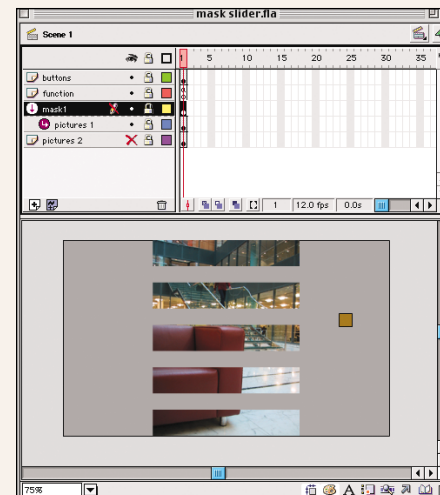 mask slider.fla
Scene 1
1 5 10 15 20 25 30 35
buttons
function
mask1
pictures 1
pictures 2
1 12.0 fps 0.0s
75%